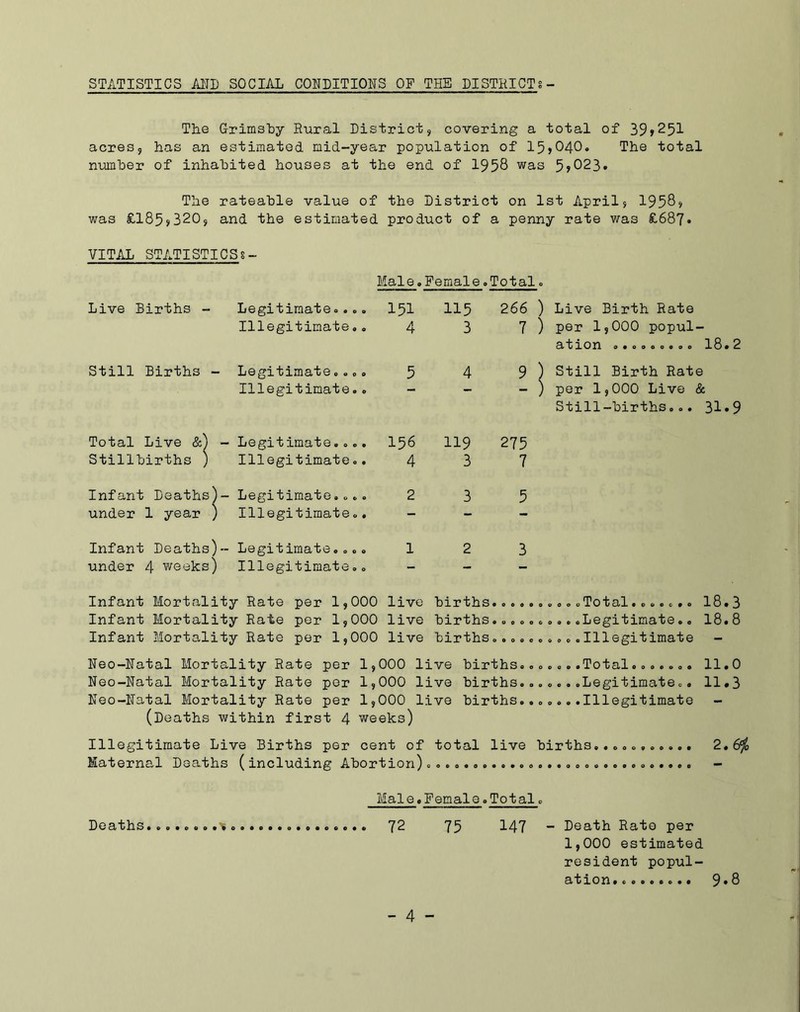 STATISTICS AND SOCIAL CONDITIONS OF THE DISTRICT:-
The Grimsby Rural District, covering a total of 39,251
acres, has an estimated mid-year population of 15,040. The total
number of inhabited houses at the end of 1958 was 5,023.
The rateable value of the District on 1st April, 1958,
was £185,320, and the estimated product of a penny rate was £687.
VITAL STATISTICS:-
Male. Female. Total.
Live Births - Legitimate.... 151 115 266 ) Live Birth Rate
Illegitimate.. 4 3 7 ) per 1,000 popul-
ation ......... 18.2
Still Births - Legitimate.... 5 4 9 ) Still Birth Rate
Illegitimate.. - - - ) per 1,000 Live &
Still-births... 31.9
Total Live &) - Legitimate.... 156 119 275
Stillbirths ) Illegitimate.. 4 3 7
Infant Deaths)- Legitimate.... 2 3 5
under 1 year ) Illegitimate.. - - -
Infant Deaths)- Legitimate.... 1 2 3
under 4 weeks) Illegitimate.. - - -
Infant Mortality Rate per 1,000 live births..........Total....... 18.3
Infant Mortality Rate per 1,000 live births..........Legitimate.. 18.8
Infant Mortality Rate per 1,000 live births..........Illegitimate -
Neo-Natal Mortality Rate per 1,000 live births.......Total....... 11.0
Neo-Natal Mortality Rate per 1,000 live births.......Legitimate.. 11.3
Neo-Natal Mortality Rate per 1,000 live births.......Illegitimate -
(Deaths within first 4 weeks)
Illegitimate Live Births per cent of total live births........... 2.6%
Maternal Deaths (including Abortion)............................. -
Male. Female. Total.
Deaths........................ 72 75 147 - Death Rate per
1,000 estimated
resident popul-
ation......... 9.8
- 4 -